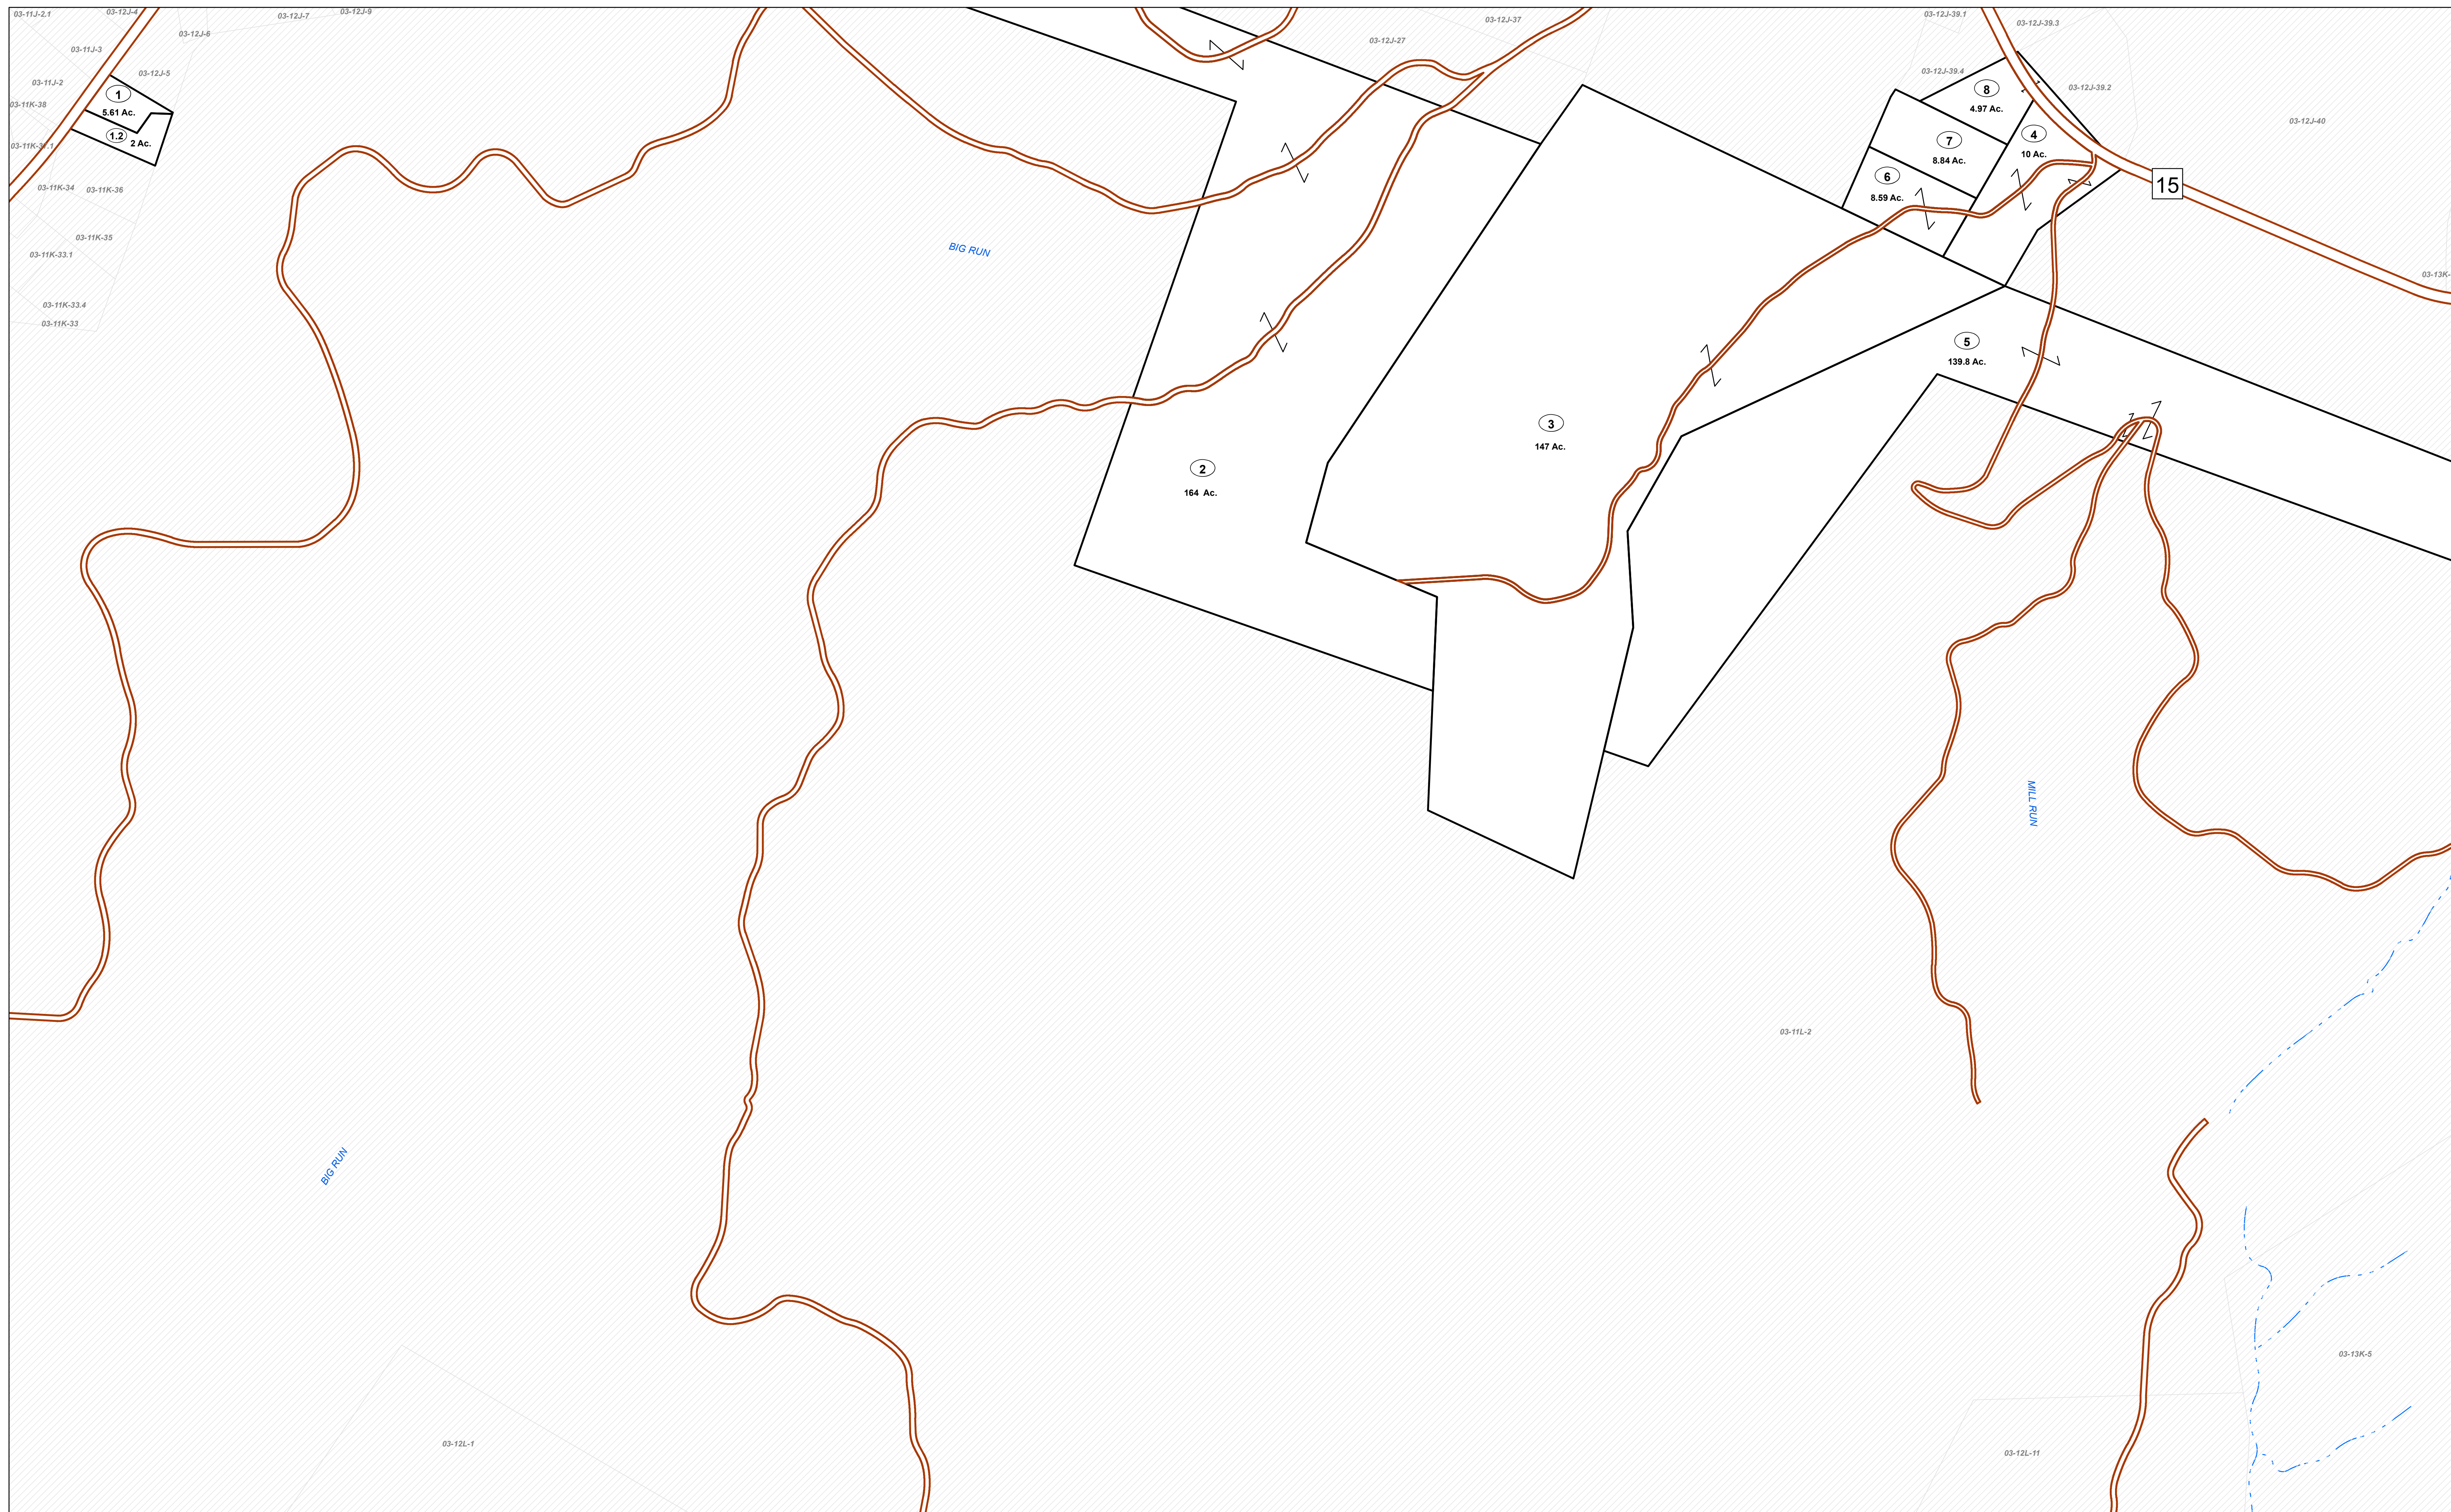 03-11J-2.1
03-12J-4
03-12J-7
03-12J-9
03-12J-37
03-12J-39.1
03-12J-39.3
03-12J-6
03-11J-3
03-12J-27
03-12J-5
03-12J-39.4
03-11J-2
03-12J-39.2
1
8
03-11K-38
5.61 Ac.
4.97 Ac.
03-12J-40
1.2
2 Ac.
7
4
8.84 Ac.
10 Ac.
6
15
03-11K-34
03-11K-36
8.59 Ac.
03-11K-35
BIG RUN
03-11K-33.1
03-13K-
03-11K-33.4
03-11K-33
5
139.8 Ac.
3
147 Ac.
2
164 Ac.
MILL RUN
03-11L-2
BIG RUN
03-13K-5
03-12L-1
03-12L-11